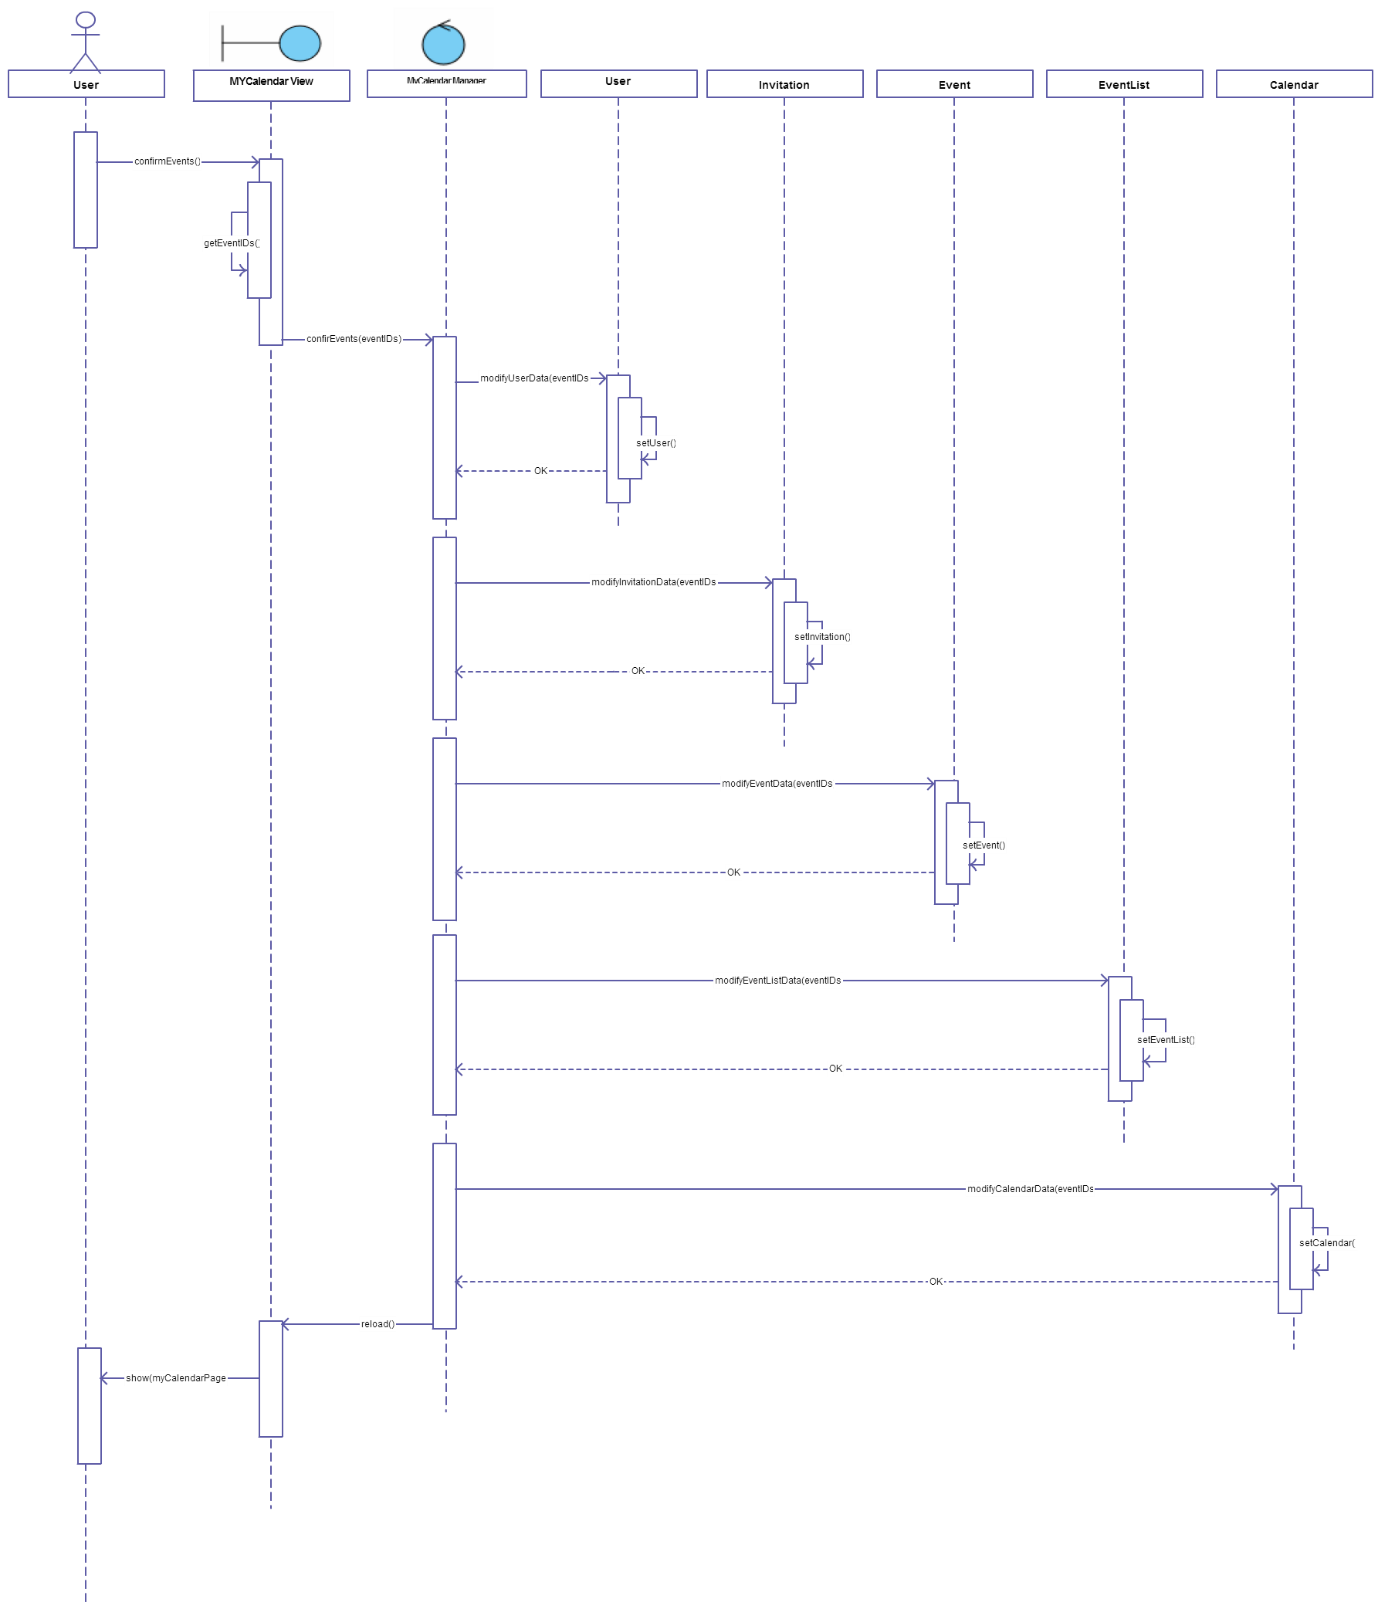 User
MYCalendar View
MyCalendar Manager
User
Invitation
Event
EventList
Calendar
confirmEvents()
getEventIDs(
confirEvents(eventIDs)
modifyUserData(eventIDs
setUser()
OK
modifyInvitationData(eventIDs
setInvitation()
OK
modifyEventData(eventIDs
setEvent()
OK
modifyEventListData(eventIDs
setEventList()
OK
modifyCalendarData(eventIDs
setCalendar(
OK
reload()
show(myCalendarPage